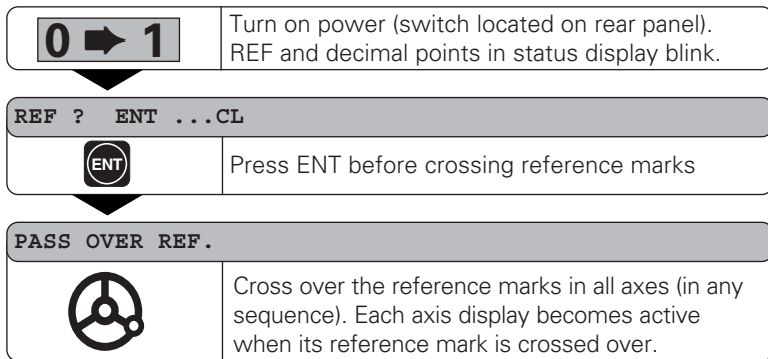 0 ➡ 1
Turn on power (switch located on rear panel).
REF and decimal points in status display blink.
REF ? ENT ...CL
ENT
Press ENT before crossing reference marks
PASS OVER REF.
Cross over the reference marks in all axes (in any
sequence). Each axis display becomes active
when its reference mark is crossed over.